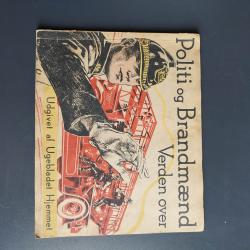 Politi og Brandmænd
Verden over
Udgivet af Ugebladet Hjemmet